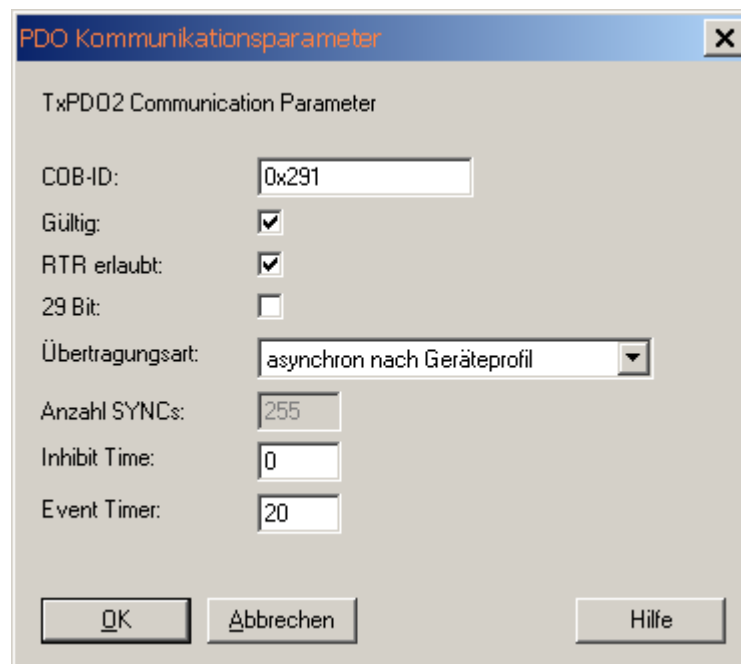 PDO Kommunikationsparameter
TxPDO2 Communication Parameter
COB-ID: 0x291
Gültig:
RTR erlaubt:
29 Bit:
Übertragungsart: asynchron nach Geräteprofil
Anzahl SYNCs: 255
Inhibit Time: 0
Event Timer: 20
OK Abbrechen Hilfe